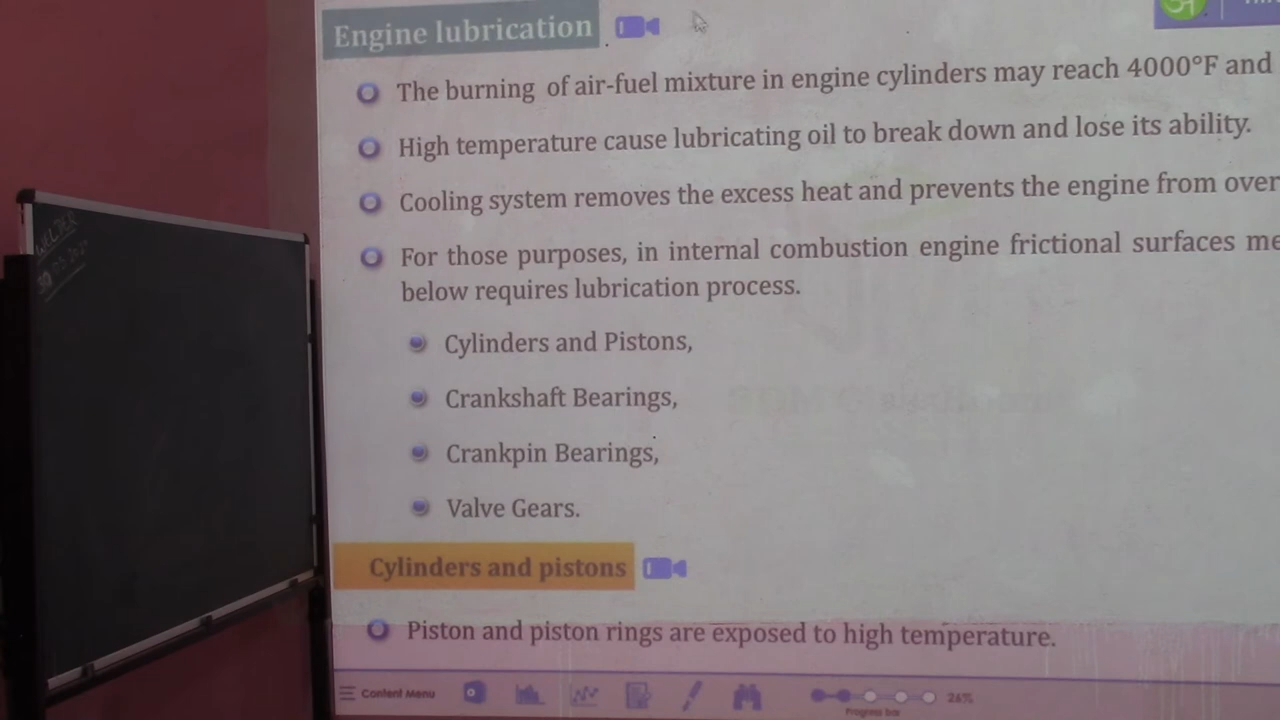 Engine lubrication
The burning of air-fuel mixture in engine cylinders may reach 4000°F and
High temperature cause lubricating oil to break down and lose its ability.
Cooling system removes the excess heat and prevents the engine from over
For those purposes, in internal combustion engine frictional surfaces me
below requires lubrication process.
Cylinders and Pistons,
Crankshaft Bearings,
Crankpin Bearings,
Valve Gears.
Cylinders and pistons
Piston and piston rings are exposed to high temperature.
Content Menu
26%
Progress bar
WELDER